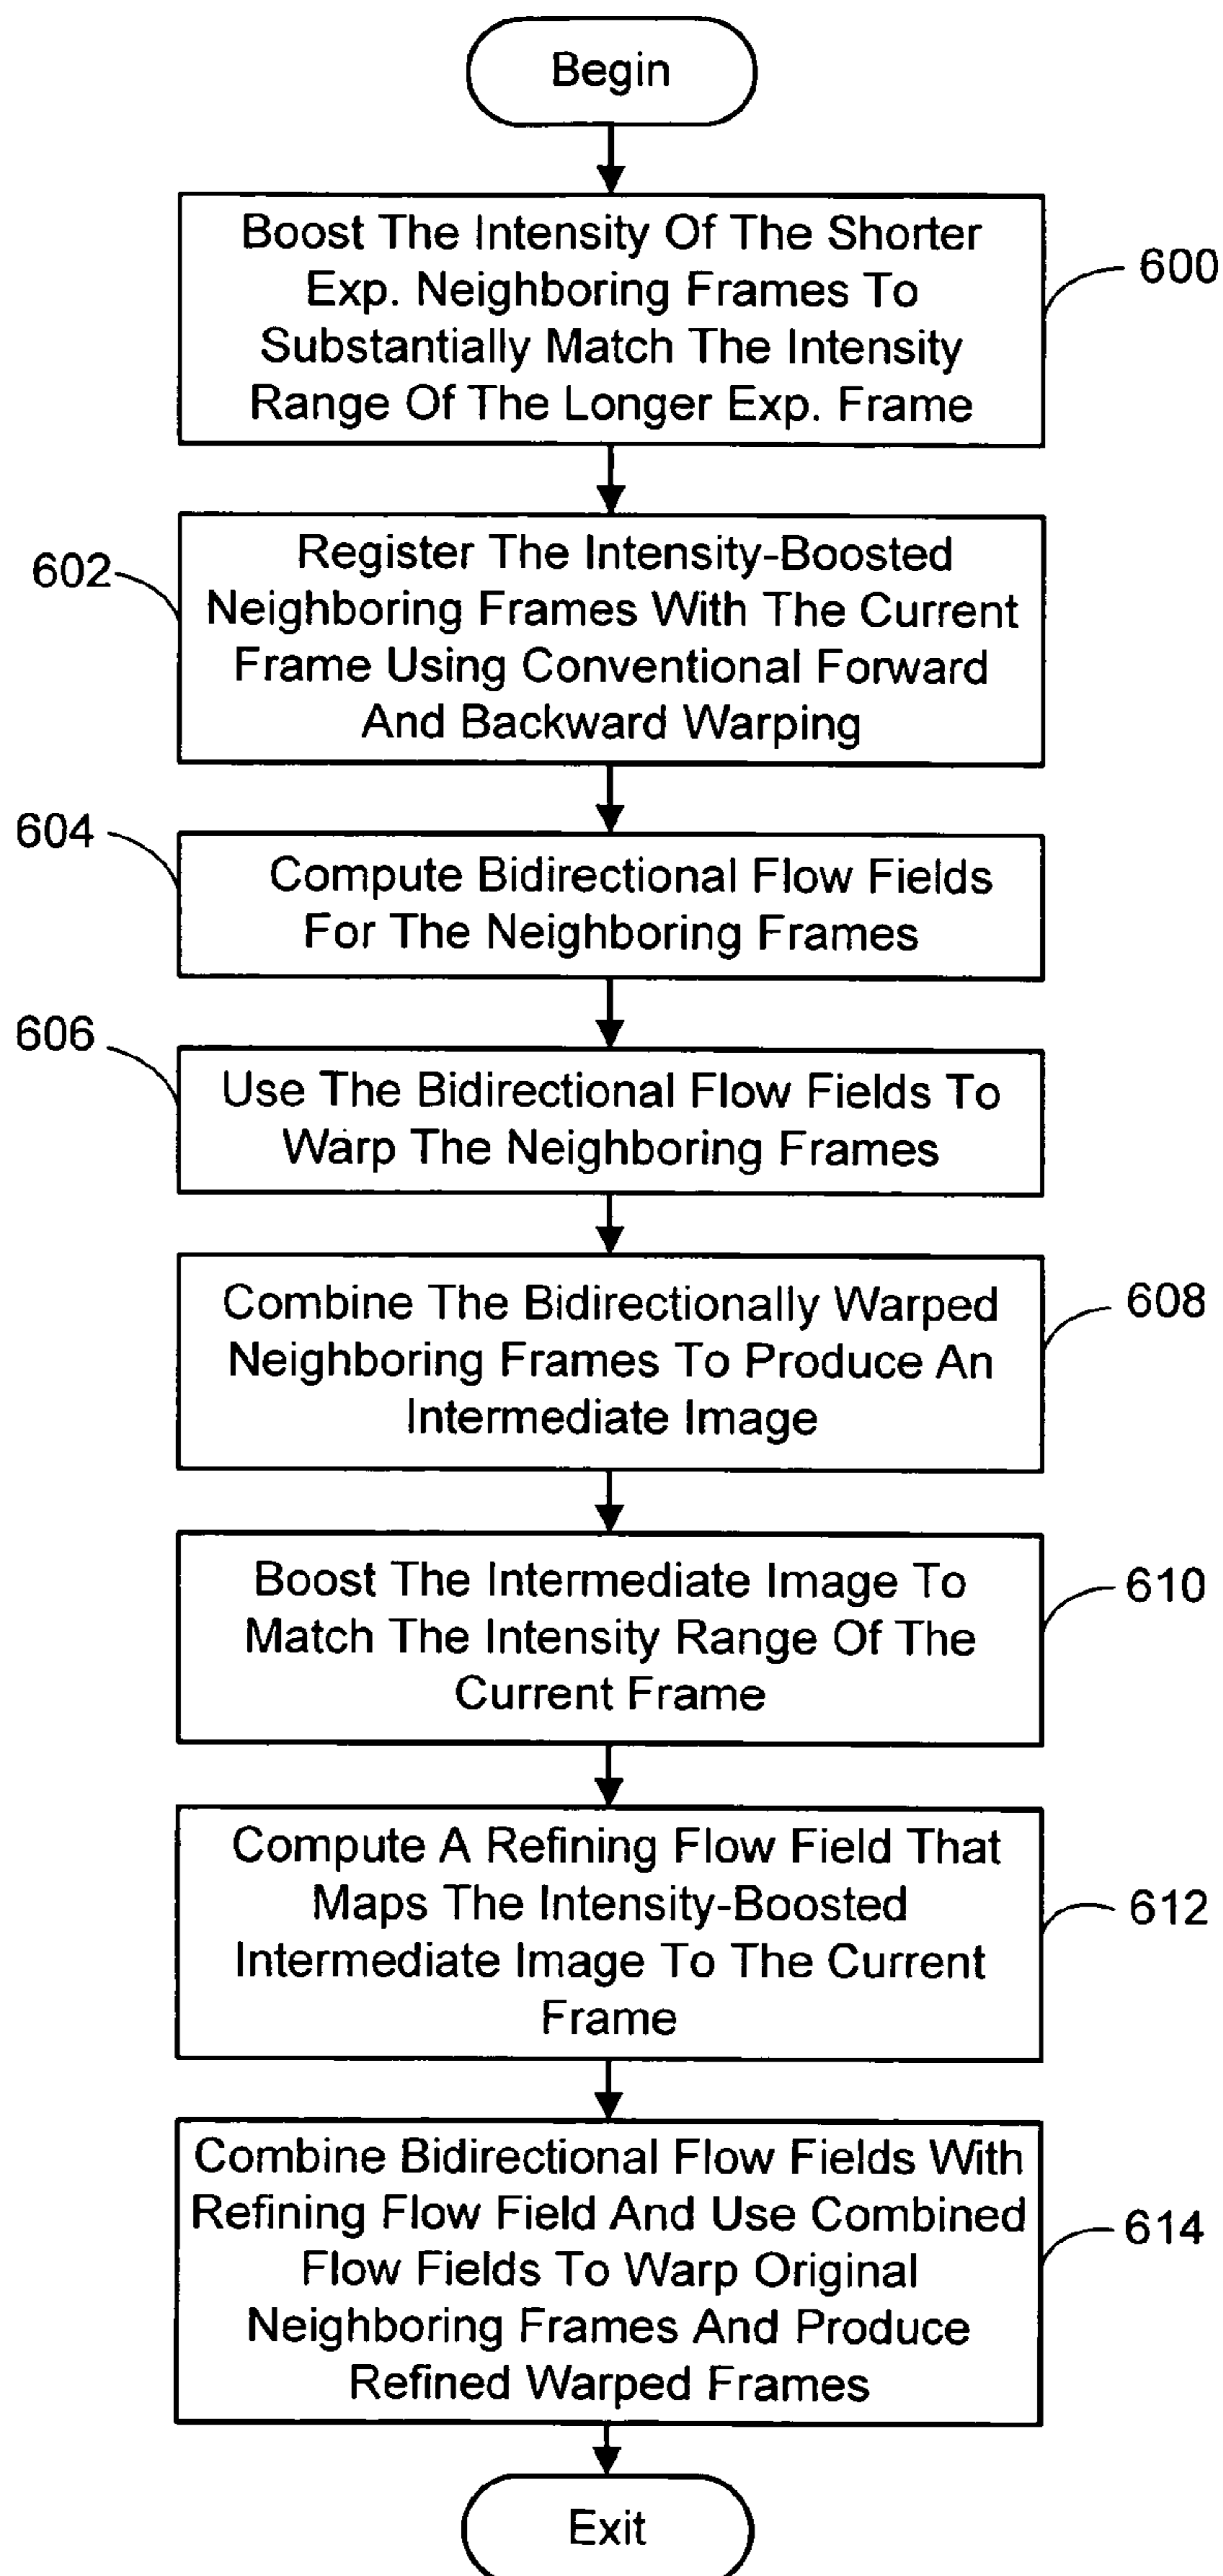 Begin
Boost The Intensity Of The Shorter
Exp. Neighboring Frames To
Substantially Match The Intensity
Range Of The Longer Exp. Frame
600
602
Register The Intensity-Boosted
Neighboring Frames With The Current
Frame Using Conventional Forward
And Backward Warping
604
Compute Bidirectional Flow Fields
For The Neighboring Frames
606
Use The Bidirectional Flow Fields To
Warp The Neighboring Frames
Combine The Bidirectionally Warped
Neighboring Frames To Produce An
Intermediate Image
608
Boost The Intermediate Image To
Match The Intensity Range Of The
Current Frame
610
Compute A Refining Flow Field That
Maps The Intensity-Boosted
Intermediate Image To The Current
Frame
612
Combine Bidirectional Flow Fields With
Refining Flow Field And Use Combined
Flow Fields To Warp Original
Neighboring Frames And Produce
Refined Warped Frames
614
Exit